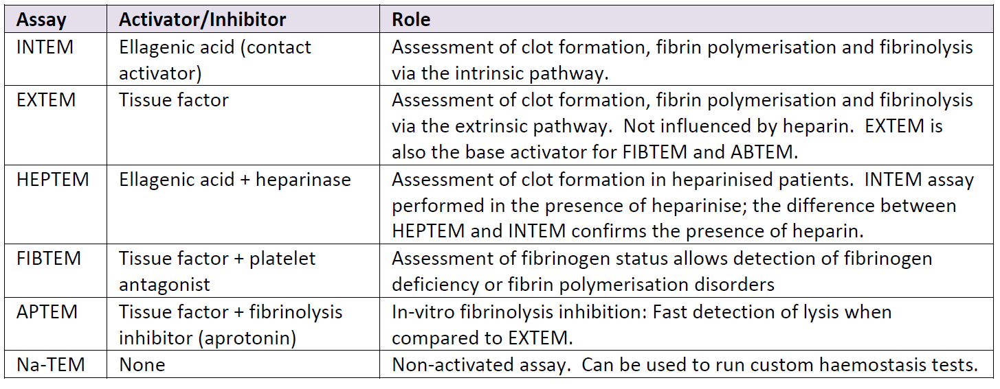 Assay Activator/Inhibitor Role
INTEM Ellagenic acid (contact Assessment of clot formation, fibrin polymerisation and fibrinolysis
activator) via the intrinsic pathway.
EXTEM Tissue factor Assessment of clot formation, fibrin polymerisation and fibrinolysis
via the extrinsic pathway.  Not influenced by heparin.  EXTEM is
also the base activator for FIBTEM and ABTEM.
HEPTEM Ellagenic acid + heparinase Assessment of clot formation in heparinised patients.  INTEM assay
performed in the presence of heparinise; the difference between
HEPTEM and INTEM confirms the presence of heparin.
FIBTEM Tissue factor + platelet Assessment of fibrinogen status allows detection of fibrinogen
antagonist deficiency or fibrin polymerisation disorders
APTEM Tissue factor + fibrinolysis In-vitro fibrinolysis inhibition: Fast detection of lysis when
inhibitor (aprotonin) compared to EXTEM.
Na-TEM None Non-activated assay.  Can be used to run custom haemostasis tests.